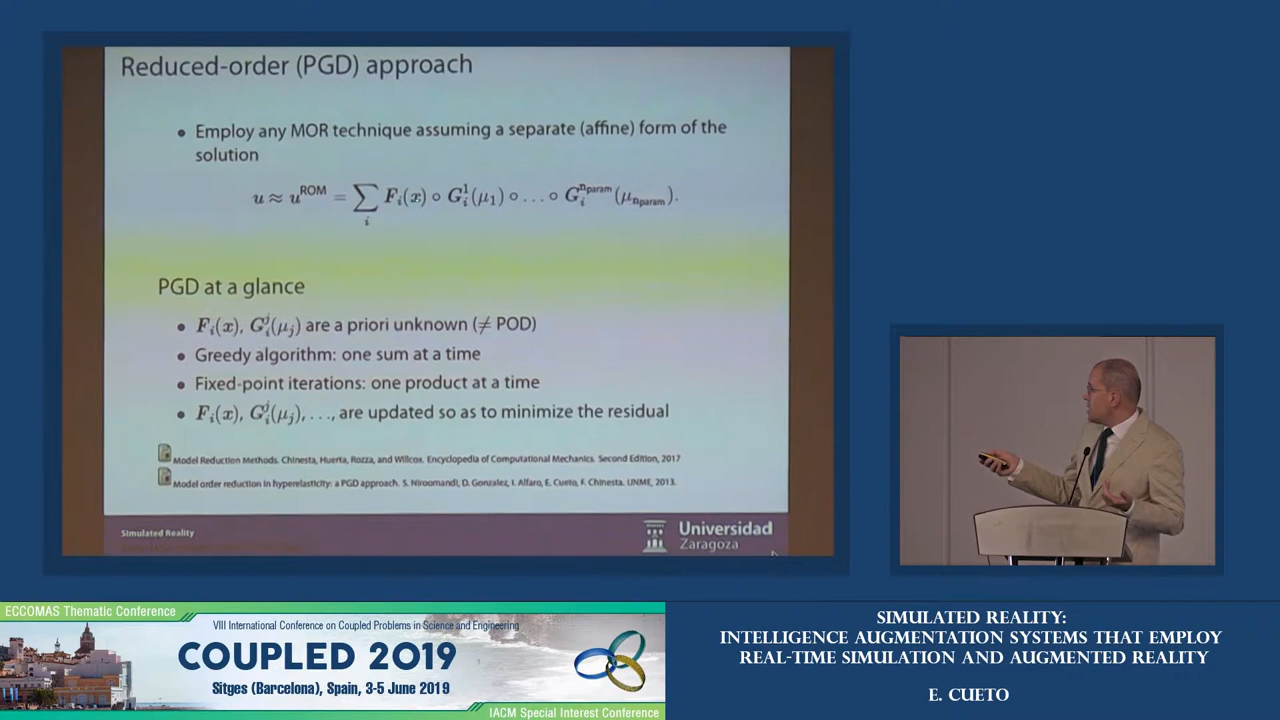 Reduced-order (PGD) approach
• Employ any MOR technique assuming a separate (affine) form of the
solution
u ≈ u^ROM = ∑_i F_i(x) ∘ G_i^1(μ_1) ∘ … ∘ G_i^{n_param}(μ_{n_param}).
PGD at a glance
• F_i(x), G_i^j(μ_j) are a priori unknown (≠ POD)
• Greedy algorithm: one sum at a time
• Fixed-point iterations: one product at a time
• F_i(x), G_i^j(μ_j), …, are updated so as to minimize the residual
Model Reduction Methods. Chinesta, Huerta, Rozza, and Willcox. Encyclopedia of Computational Mechanics. Second Edition, 2017
Model order reduction in hyperelasticity: a PGD approach. S. Niroomandi, D. Gonzalez, I. Alfaro, E. Cueto, F. Chinesta. IJNME, 2013.
Simulated Reality
Universidad
Zaragoza
ECCOMAS Thematic Conference
VIII International Conference on Coupled Problems in Science and Engineering
COUPLED 2019
Sitges (Barcelona), Spain, 3-5 June 2019
IACM Special Interest Conference
SIMULATED REALITY:
INTELLIGENCE AUGMENTATION SYSTEMS THAT EMPLOY
REAL-TIME SIMULATION AND AUGMENTED REALITY
E. CUETO